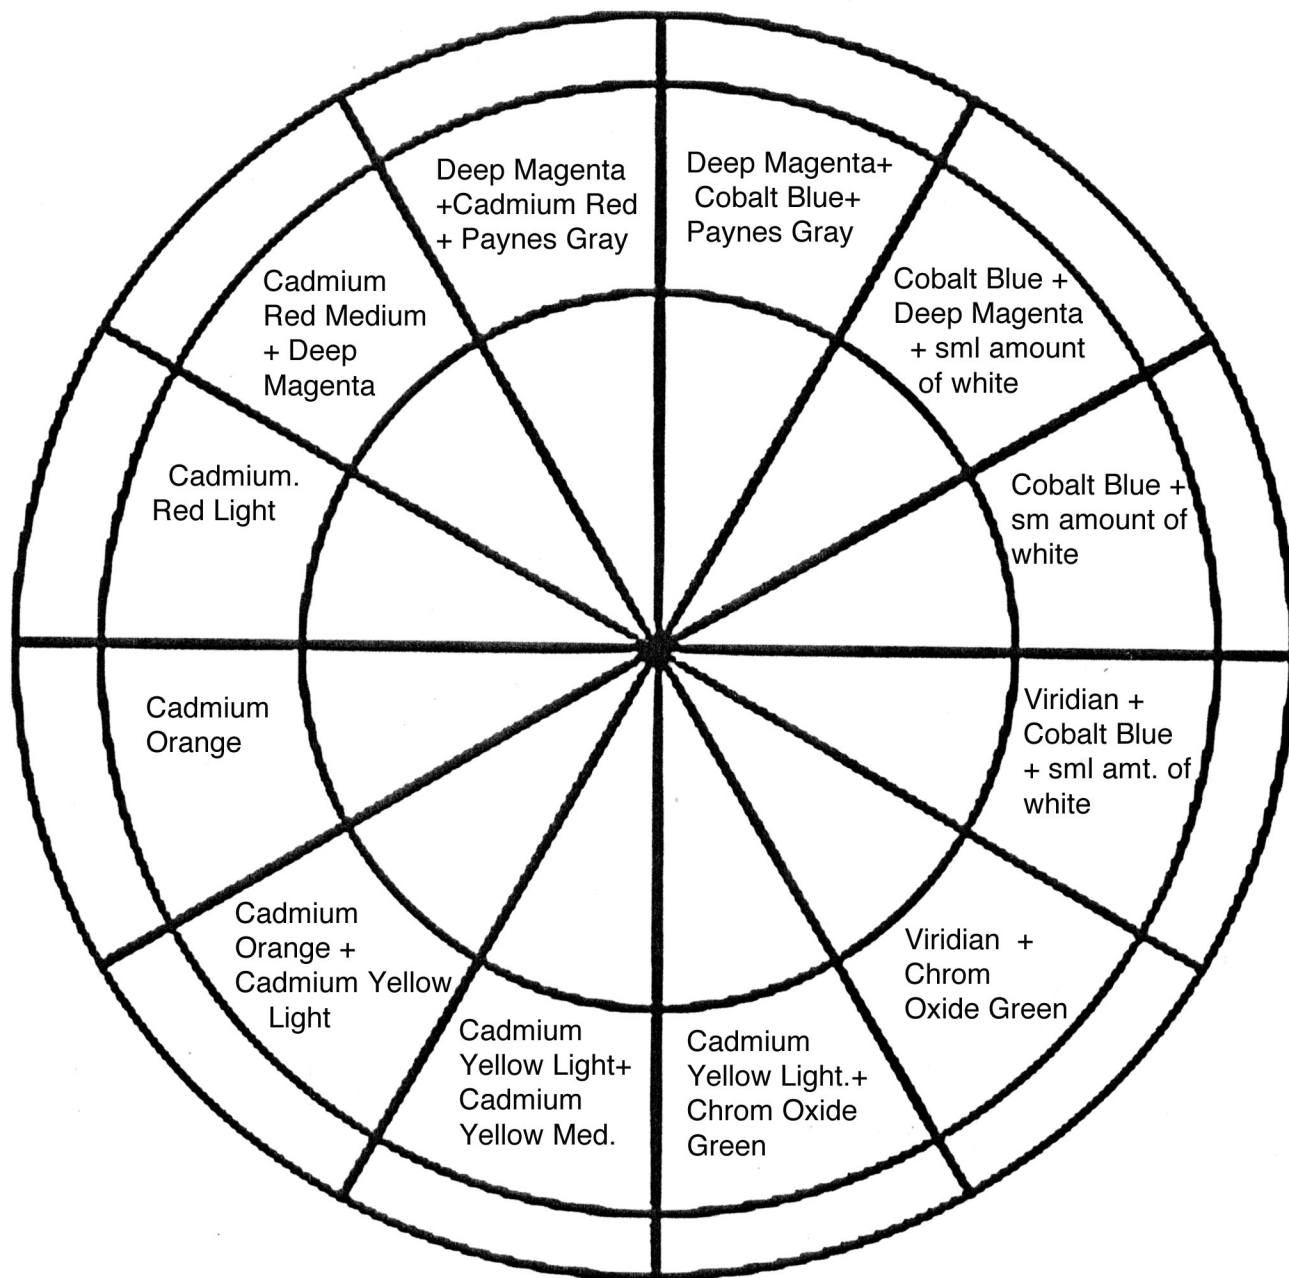 Deep Magenta
+Cadmium Red
+ Paynes Gray
Deep Magenta+
Cobalt Blue+
Paynes Gray
Cobalt Blue +
Deep Magenta
+ sml amount
of white
Cobalt Blue +
sm amount of
white
Viridian +
Cobalt Blue
+ sml amt. of
white
Viridian +
Chrom
Oxide Green
Cadmium
Yellow Light.+
Chrom Oxide
Green
Cadmium
Yellow Light+
Cadmium
Yellow Med.
Cadmium
Orange +
Cadmium Yellow
Light
Cadmium
Orange
Cadmium.
Red Light
Cadmium
Red Medium
+ Deep
Magenta